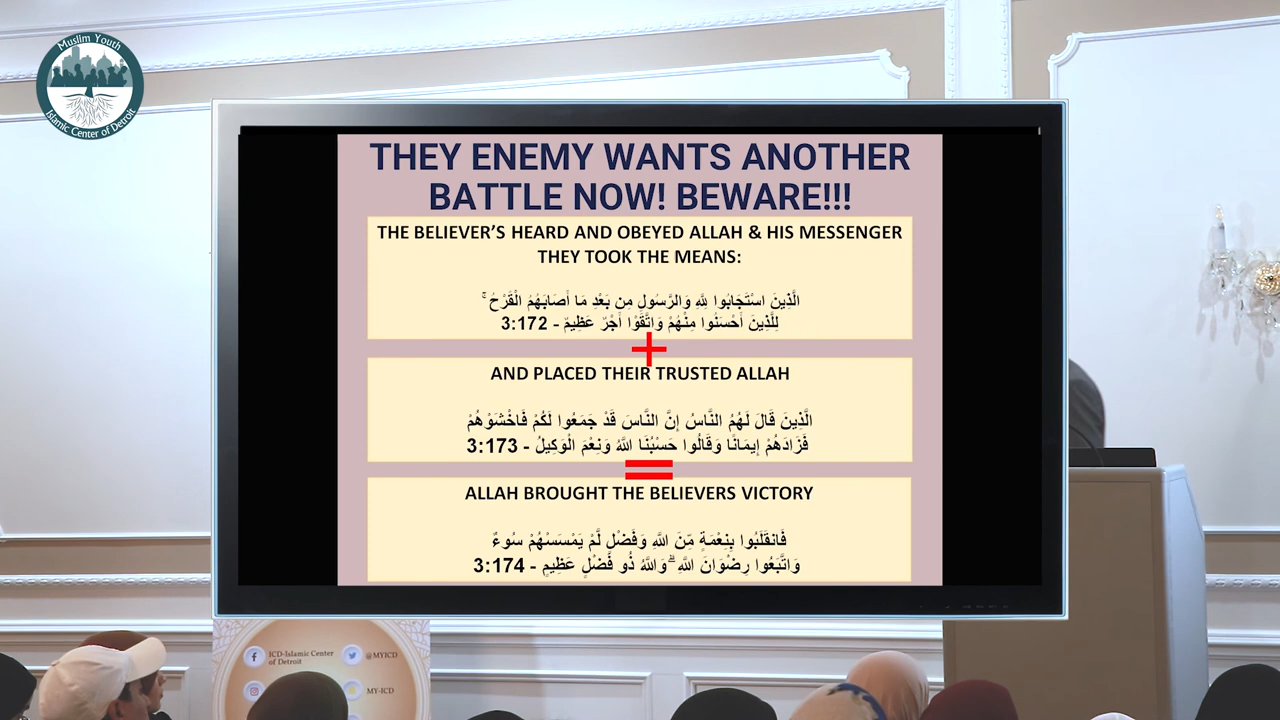 Muslim Youth
Islamic Center of Detroit
THEY ENEMY WANTS ANOTHER
BATTLE NOW! BEWARE!!!
THE BELIEVER'S HEARD AND OBEYED ALLAH & HIS MESSENGER
THEY TOOK THE MEANS:
الَّذِينَ اسْتَجَابُوا لِلَّهِ وَالرَّسُولِ مِن بَعْدِ مَا أَصَابَهُمُ الْقَرْحُ ۚ
لِلَّذِينَ أَحْسَنُوا مِنْهُمْ وَاتَّقَوْا أَجْرٌ عَظِيمٌ - 3:172
+
AND PLACED THEIR TRUSTED ALLAH
الَّذِينَ قَالَ لَهُمُ النَّاسُ إِنَّ النَّاسَ قَدْ جَمَعُوا لَكُمْ فَاخْشَوْهُمْ
فَزَادَهُمْ إِيمَانًا وَقَالُوا حَسْبُنَا اللَّهُ وَنِعْمَ الْوَكِيلُ - 3:173
=
ALLAH BROUGHT THE BELIEVERS VICTORY
فَانقَلَبُوا بِنِعْمَةٍ مِّنَ اللَّهِ وَفَضْلٍ لَّمْ يَمْسَسْهُمْ سُوءٌ
وَاتَّبَعُوا رِضْوَانَ اللَّهِ ۗ وَاللَّهُ ذُو فَضْلٍ عَظِيمٍ - 3:174
ICD-Islamic Center
of Detroit
@MYICD
MY-ICD